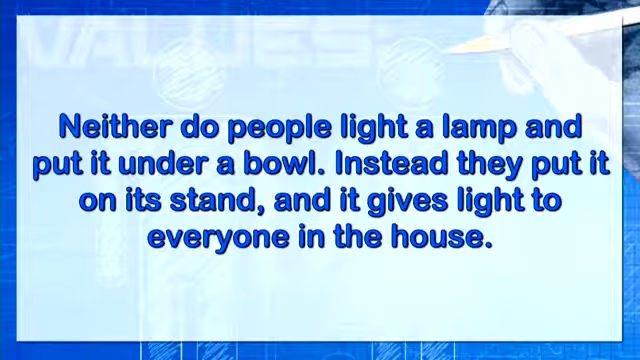 VALUES
Neither do people light a lamp and
put it under a bowl. Instead they put it
on its stand, and it gives light to
everyone in the house.